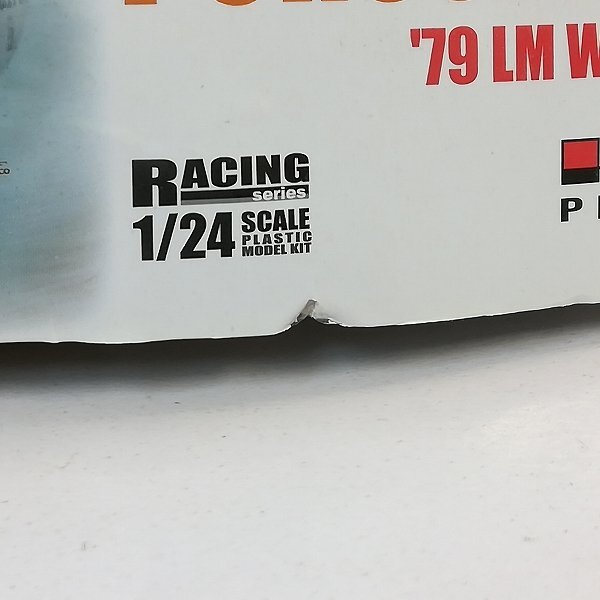 '79 LM W
RACING
series
1/24 SCALE
PLASTIC
MODEL KIT
P